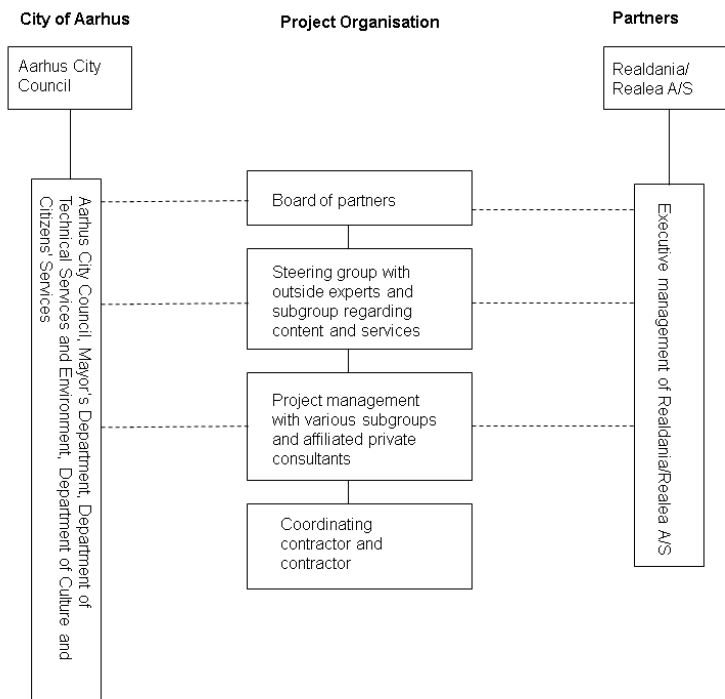 City of Aarhus
Project Organisation
Partners
Aarhus City
Council
Realdania/
Realea A/S
Aarhus City Council, Mayor's Department, Department of
Technical Services and Environment, Department of Culture and
Citizens' Services
Board of partners
Steering group with
outside experts and
subgroup regarding
content and services
Project management
with various subgroups
and affiliated private
consultants
Coordinating
contractor and
contractor
Executive management of Realdania/Realea A/S